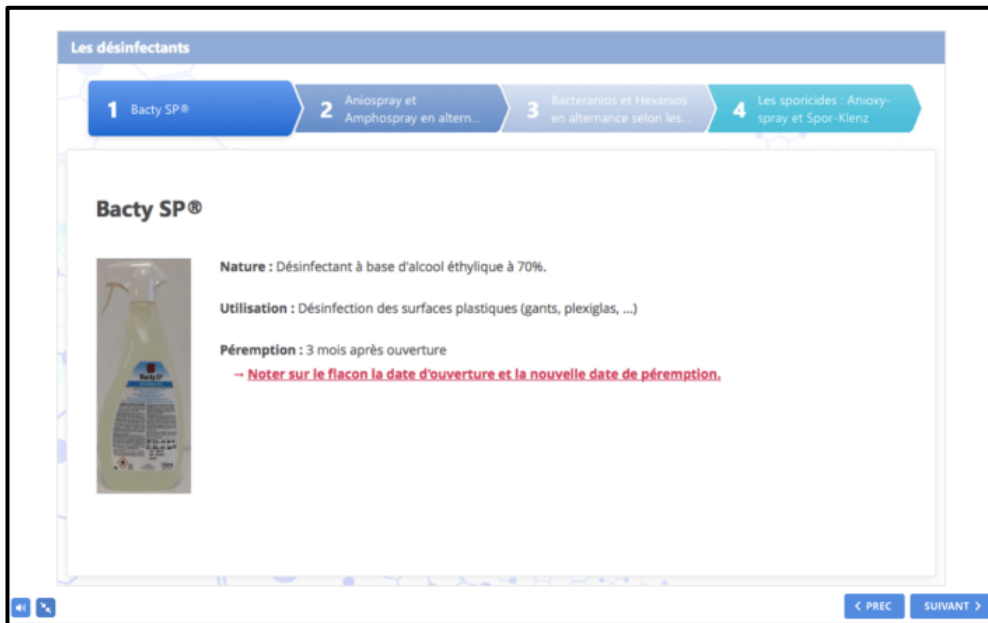 Les désinfectants
1 Bacty SP®
2 Aniospray et
Amphospray en altern...
3 Bacteranios et Hexanios
en alternance selon les...
4 Les sporicides : Anioxy-
spray et Spor-Klenz
Bacty SP®
Nature : Désinfectant à base d'alcool éthylique à 70%.
Utilisation : Désinfection des surfaces plastiques (gants, plexiglas, ...)
Péremption : 3 mois après ouverture
→ Noter sur le flacon la date d'ouverture et la nouvelle date de péremption.
Bacty SP
PREC
SUIVANT